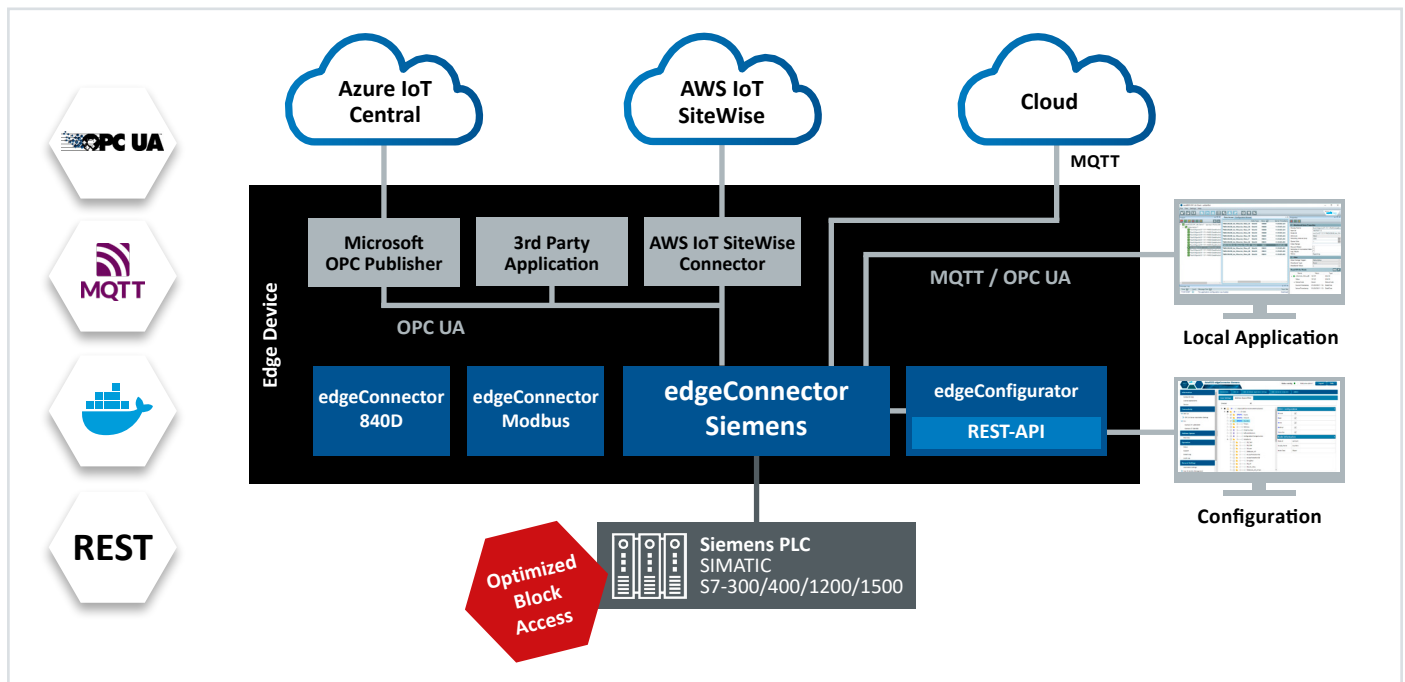 Azure IoT
Central
AWS IoT
SiteWise
Cloud
OPC UA
MQTT
MQTT
REST
Edge Device
Microsoft
OPC Publisher
3rd Party
Application
AWS IoT SiteWise
Connector
MQTT / OPC UA
OPC UA
Local Application
edgeConnector
840D
edgeConnector
Modbus
edgeConnector
Siemens
edgeConfigurator
REST-API
Configuration
Optimized
Block
Access
Siemens PLC
SIMATIC
S7-300/400/1200/1500